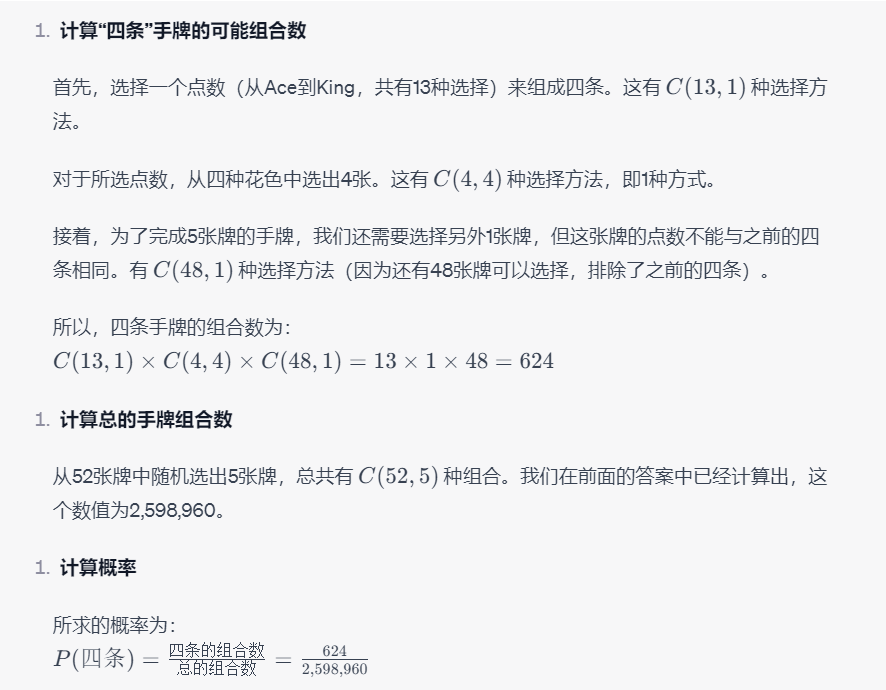 1. 计算“四条”手牌的可能组合数
首先，选择一个点数（从Ace到King，共有13种选择）来组成四条。这有 C(13, 1) 种选择方
法。
对于所选点数，从四种花色中选出4张。这有 C(4, 4) 种选择方法，即1种方式。
接着，为了完成5张牌的手牌，我们还需要选择另外1张牌，但这张牌的点数不能与之前的四
条相同。有 C(48, 1) 种选择方法（因为还有48张牌可以选择，排除了之前的四条）。
所以，四条手牌的组合数为：
C(13, 1) × C(4, 4) × C(48, 1) = 13 × 1 × 48 = 624
1. 计算总的手牌组合数
从52张牌中随机选出5张牌，总共有 C(52, 5) 种组合。我们在前面的答案中已经计算出，这
个数值为2,598,960。
1. 计算概率
所求的概率为：
P(四条) = 四条的组合数/总的组合数 = 624/2,598,960